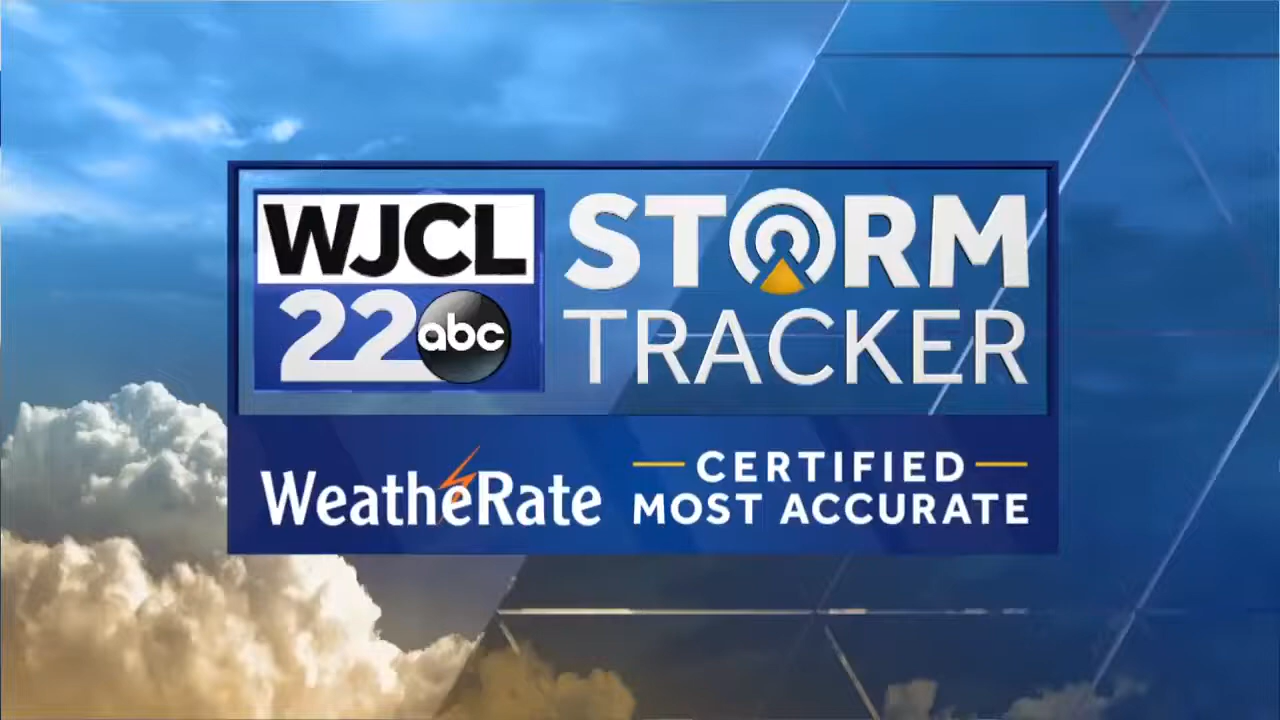 WJCL
22 abc
STORM
TRACKER
WeatheRate
CERTIFIED
MOST ACCURATE